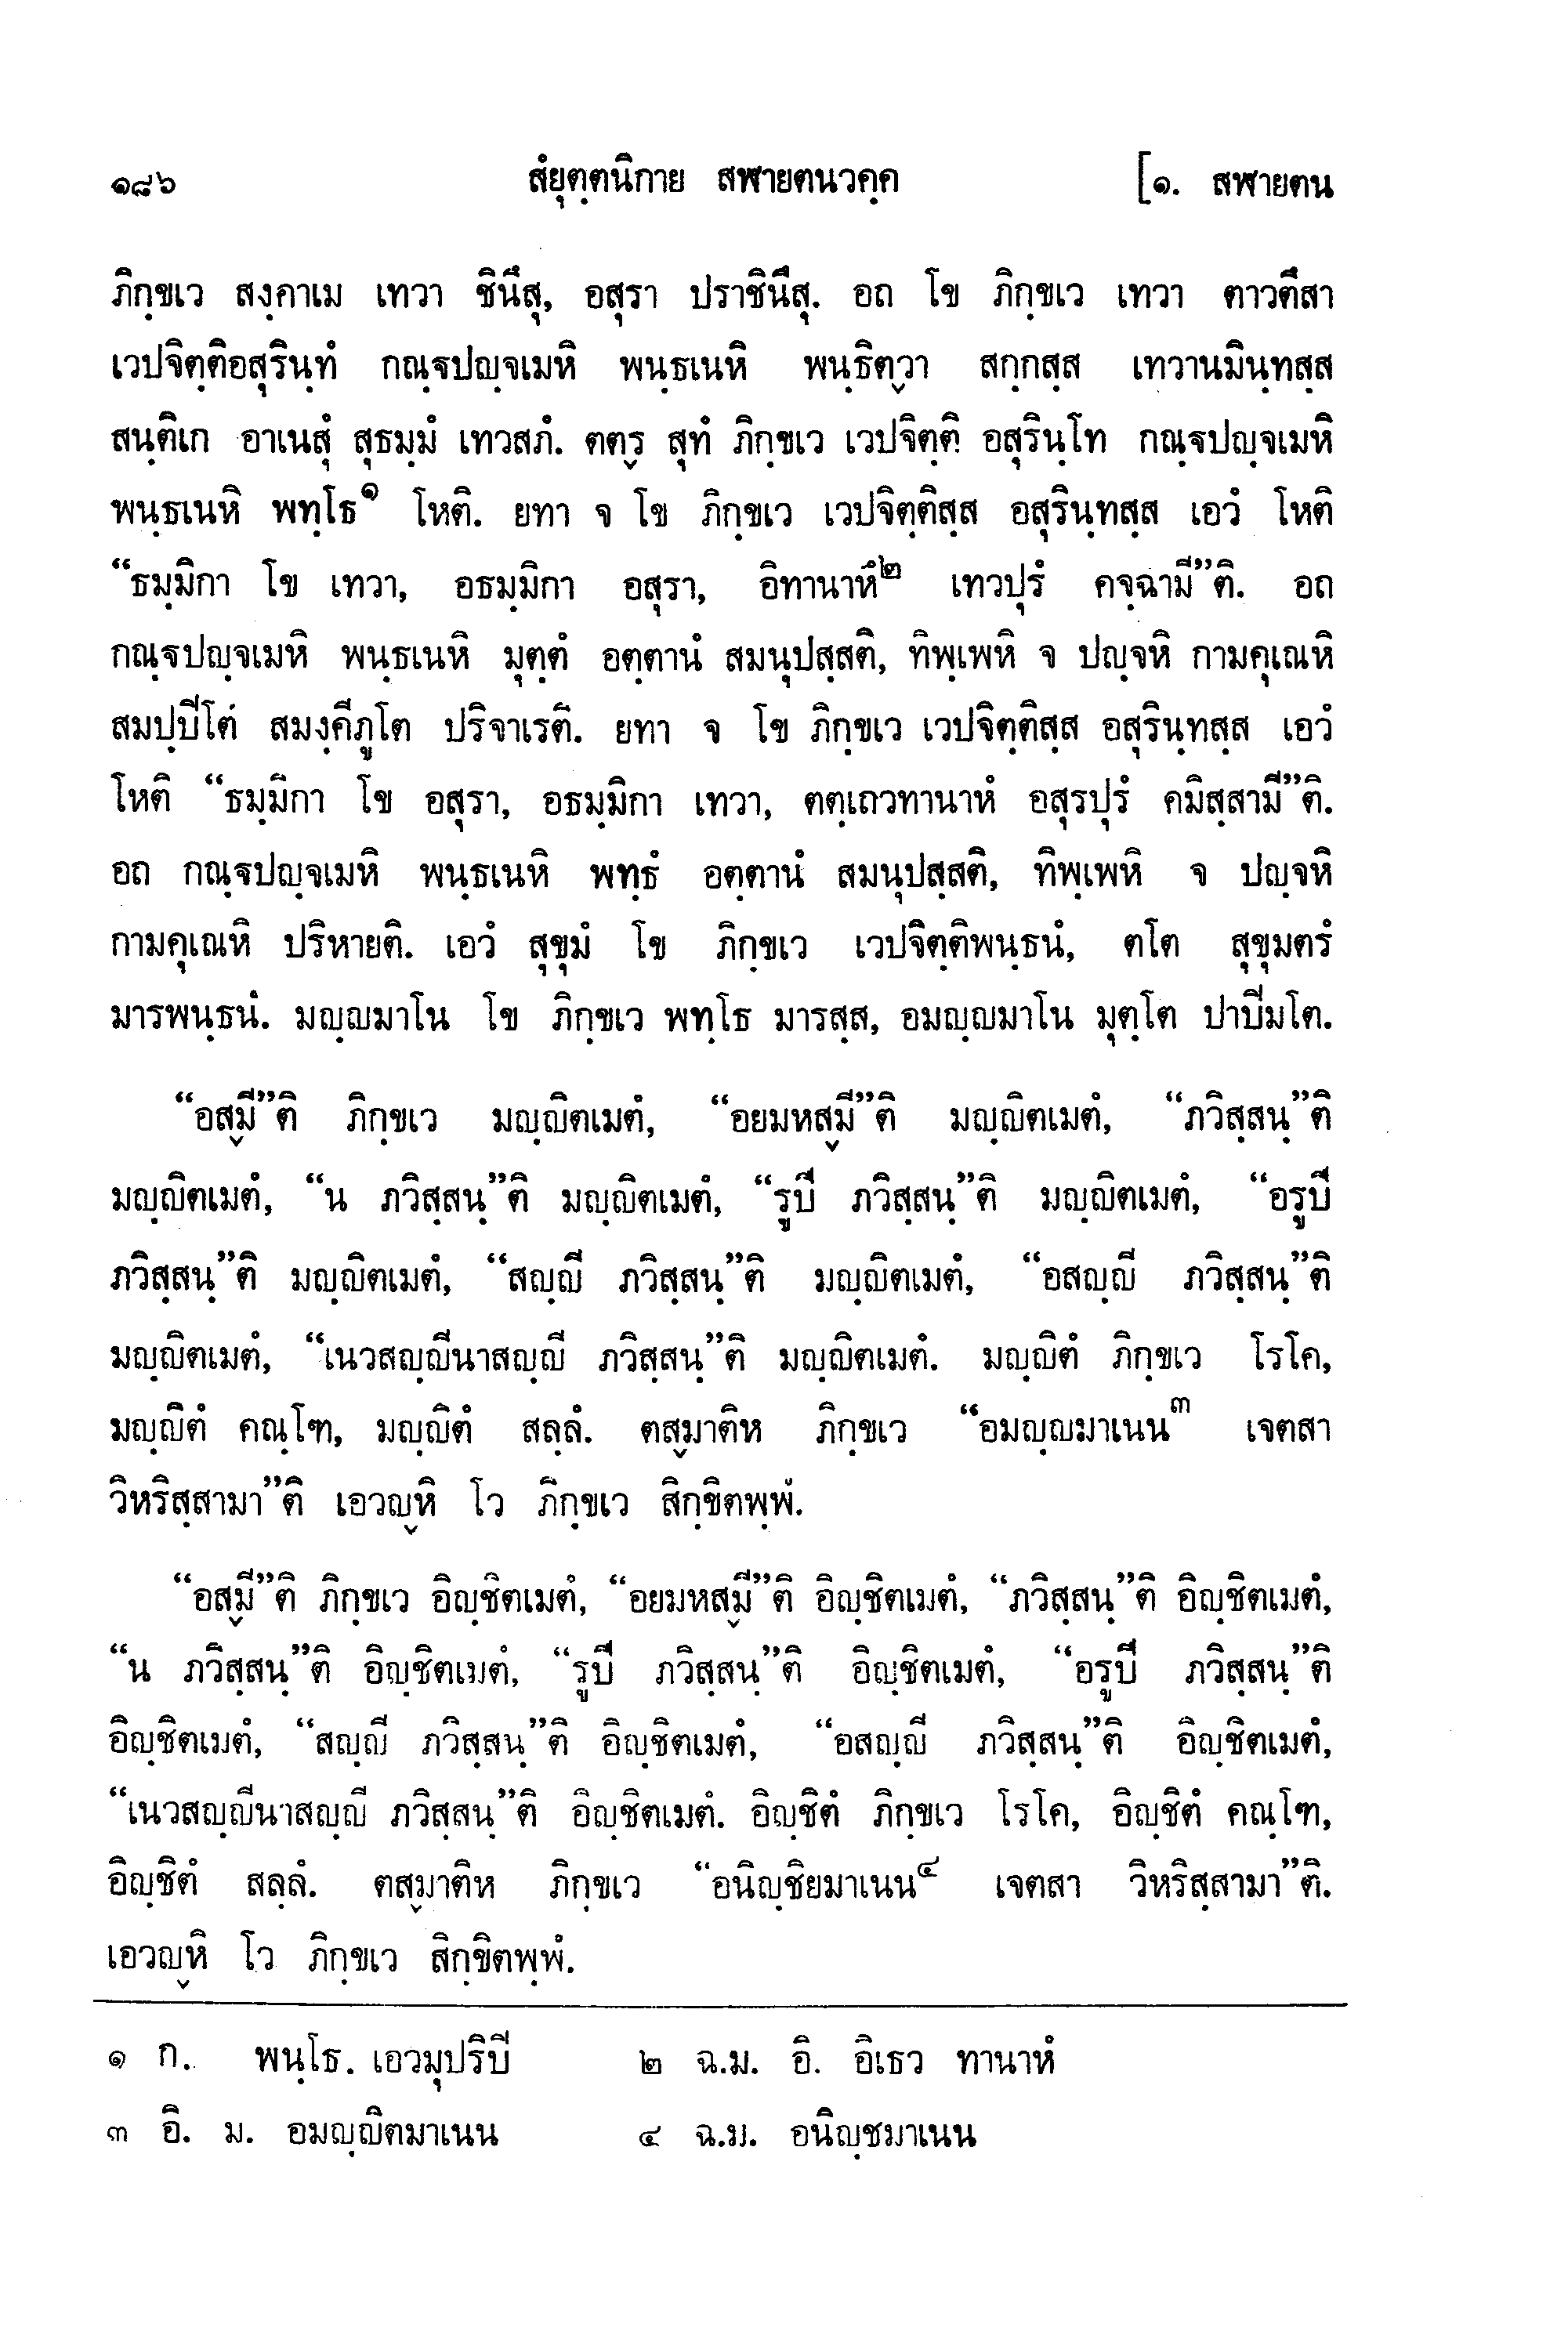 ๑๘๖ สํยุตฺตนิกาย สฬายตนวคฺค [๑. สฬายตน
ภิกฺขเว สงฺคาเม เทวา ชินึสุ, อสุรา ปราชินึสุ. อถ โข ภิกฺขเว เทวา ตาวตึสา
เวปจิตฺติอสุรินฺทํ กณฺฐปญฺจเมหิ พนฺธเนหิ พนฺธิตฺวา สกฺกสฺส เทวานมินฺทสฺส
สนฺติเก อาเนสุํ สุธมฺมํ เทวสภํ. ตตฺร สุทํ ภิกฺขเว เวปจิตฺติ อสุรินฺโท กณฺฐปญฺจเมหิ
พนฺธเนหิ พทฺโธ๑ โหติ. ยทา จ โข ภิกฺขเว เวปจิตฺติสฺส อสุรินฺทสฺส เอวํ โหติ
“ธมฺมิกา โข เทวา, อธมฺมิกา อสุรา, อิทานาหํ๒ เทวปุรํ คจฺฉามี”ติ. อถ
กณฺฐปญฺจเมหิ พนฺธเนหิ มุตฺตํ อตฺตานํ สมนุปสฺสติ, ทิพฺเพหิ จ ปญฺจหิ กามคุเณหิ
สมปฺปิโต สมงฺคีภูโต ปริจาเรติ. ยทา จ โข ภิกฺขเว เวปจิตฺติสฺส อสุรินฺทสฺส เอวํ
โหติ “ธมฺมิกา โข อสุรา, อธมฺมิกา เทวา, ตตฺเถวทานาหํ อสุรปุรํ คมิสฺสามี”ติ.
อถ กณฺฐปญฺจเมหิ พนฺธเนหิ พทฺธํ อตฺตานํ สมนุปสฺสติ, ทิพฺเพหิ จ ปญฺจหิ
กามคุเณหิ ปริหายติ. เอวํ สุขุมํ โข ภิกฺขเว เวปจิตฺติพนฺธนํ, ตโต สุขุมตรํ
มารพนฺธนํ. มญฺญมาโน โข ภิกฺขเว พทฺโธ มารสฺส, อมญฺญมาโน มุตฺโต ปาปิมโต.
“อสฺมี”ติ ภิกฺขเว มญฺญิตเมตํ, “อยมหสฺมี”ติ มญฺญิตเมตํ, “ภวิสฺสนฺ”ติ
มญฺญิตเมตํ, “น ภวิสฺสนฺ”ติ มญฺญิตเมตํ, “รูปี ภวิสฺสนฺ”ติ มญฺญิตเมตํ, “อรูปี
ภวิสฺสนฺ”ติ มญฺญิตเมตํ, “สญฺญี ภวิสฺสนฺ”ติ มญฺญิตเมตํ, “อสญฺญี ภวิสฺสนฺ”ติ
มญฺญิตเมตํ, “เนวสญฺญีนาสญฺญี ภวิสฺสนฺ”ติ มญฺญิตเมตํ. มญฺญิตํ ภิกฺขเว โรโค,
มญฺญิตํ คณฺโฑ, มญฺญิตํ สลฺลํ. ตสฺมาติห ภิกฺขเว “อมญฺญมาเนน๓ เจตสา
วิหริสฺสามา”ติ เอวญฺหิ โว ภิกฺขเว สิกฺขิตพฺพํ.
“อสฺมี”ติ ภิกฺขเว อิญฺชิตเมตํ, “อยมหสฺมี”ติ อิญฺชิตเมตํ, “ภวิสฺสนฺ”ติ อิญฺชิตเมตํ,
“น ภวิสฺสนฺ”ติ อิญฺชิตเมตํ, “รูปี ภวิสฺสนฺ”ติ อิญฺชิตเมตํ, “อรูปี ภวิสฺสนฺ”ติ
อิญฺชิตเมตํ, “สญฺญี ภวิสฺสนฺ”ติ อิญฺชิตเมตํ, “อสญฺญี ภวิสฺสนฺ”ติ อิญฺชิตเมตํ,
“เนวสญฺญีนาสญฺญี ภวิสฺสนฺ”ติ อิญฺชิตเมตํ. อิญฺชิตํ ภิกฺขเว โรโค, อิญฺชิตํ คณฺโฑ,
อิญฺชิตํ สลฺลํ. ตสฺมาติห ภิกฺขเว “อนิญฺชิยมาเนน๔ เจตสา วิหริสฺสามา”ติ.
เอวญฺหิ โว ภิกฺขเว สิกฺขิตพฺพํ.
๑ ก. พนฺโธ. เอวมุปริปิ ๒ ฉ.ม. อิ. อิเธว ทานาหํ
๓ อิ. ม. อมญฺญิตมาเนน ๔ ฉ.ม. อนิญฺชมาเนน